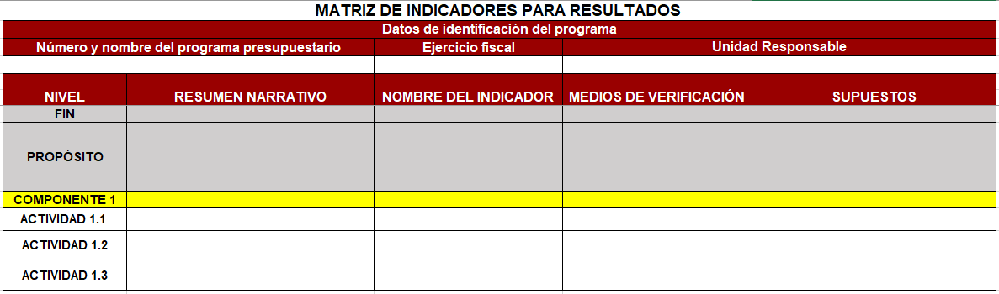 MATRIZ DE INDICADORES PARA RESULTADOS
Datos de identificación del programa
Número y nombre del programa presupuestario Ejercicio fiscal Unidad Responsable
NIVEL RESUMEN NARRATIVO NOMBRE DEL INDICADOR MEDIOS DE VERIFICACIÓN SUPUESTOS
FIN
PROPÓSITO
COMPONENTE 1
ACTIVIDAD 1.1
ACTIVIDAD 1.2
ACTIVIDAD 1.3